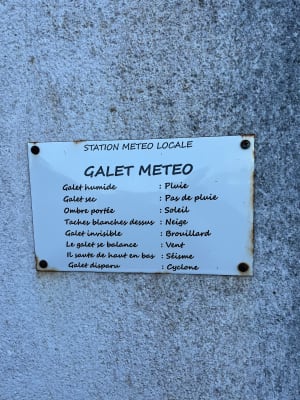 STATION METEO LOCALE
GALET METEO
Galet humide : Pluie
Galet sec : Pas de pluie
Ombre portée : Soleil
Taches blanches dessus : Neige
Galet invisible : Brouillard
Le galet se balance : Vent
Il saute de haut en bas : Séisme
Galet disparu : Cyclone